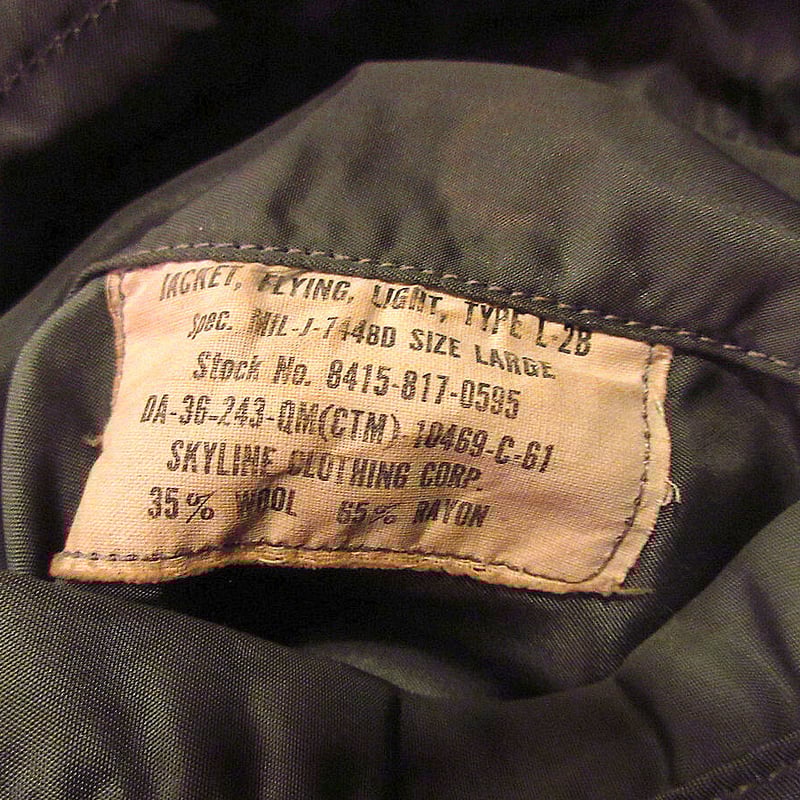 JACKET, FLYING, LIGHT, TYPE L-2B
Spec. MIL-J-7448D SIZE LARGE
Stock No. 8415-817-0595
DA-36-243-QM(CTM)-10469-C-61
SKYLINE CLOTHING CORP.
35% WOOL 65% RAYON